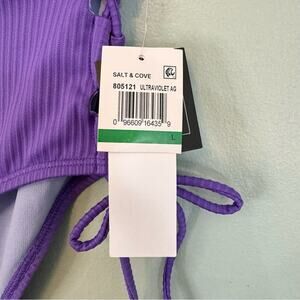 SALT & COVE
805121 ULTRAVIOLET AG
0 96609 16435 9
L